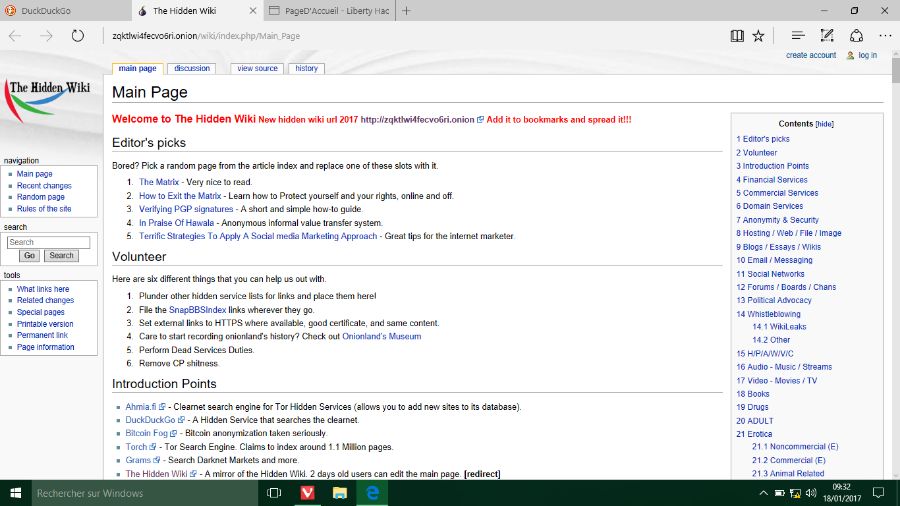 DuckDuckGo
The Hidden Wiki
PageD'Accueil - Liberty Hac
zqktlwi4fecvo6ri.onion/wiki/index.php/Main_Page
create account
log in
main page
discussion
view source
history
The Hidden Wiki
navigation
Main page
Recent changes
Random page
Rules of the site
search
Search
Go
Search
tools
What links here
Related changes
Special pages
Printable version
Permanent link
Page information
Main Page
Welcome to The Hidden Wiki New hidden wiki url 2017 http://zqktlwi4fecvo6ri.onion Add it to bookmarks and spread it!!!
Editor's picks
Bored? Pick a random page from the article index and replace one of these slots with it.
1. The Matrix - Very nice to read.
2. How to Exit the Matrix - Learn how to Protect yourself and your rights, online and off.
3. Verifying PGP signatures - A short and simple how-to guide.
4. In Praise Of Hawala - Anonymous informal value transfer system.
5. Terrific Strategies To Apply A Social media Marketing Approach - Great tips for the internet marketer.
Volunteer
Here are six different things that you can help us out with.
1. Plunder other hidden service lists for links and place them here!
2. File the SnapBBSIndex links wherever they go.
3. Set external links to HTTPS where available, good certificate, and same content.
4. Care to start recording onionland's history? Check out Onionland's Museum
5. Perform Dead Services Duties.
6. Remove CP shitness.
Introduction Points
Ahmia.fi - Clearnet search engine for Tor Hidden Services (allows you to add new sites to its database).
DuckDuckGo - A Hidden Service that searches the clearnet.
Bitcoin Fog - Bitcoin anonymization taken seriously.
Torch - Tor Search Engine. Claims to index around 1.1 Million pages.
Grams - Search Darknet Markets and more.
The Hidden Wiki - A mirror of the Hidden Wiki. 2 days old users can edit the main page. [redirect]
Contents [hide]
1 Editor's picks
2 Volunteer
3 Introduction Points
4 Financial Services
5 Commercial Services
6 Domain Services
7 Anonymity & Security
8 Hosting / Web / File / Image
9 Blogs / Essays / Wikis
10 Email / Messaging
11 Social Networks
12 Forums / Boards / Chans
13 Political Advocacy
14 Whistleblowing
14.1 WikiLeaks
14.2 Other
15 H/P/A/W/V/C
16 Audio - Music / Streams
17 Video - Movies / TV
18 Books
19 Drugs
20 ADULT
21 Erotica
21.1 Noncommercial (E)
21.2 Commercial (E)
21.3 Animal Related
Rechercher sur Windows
09:32
18/01/2017